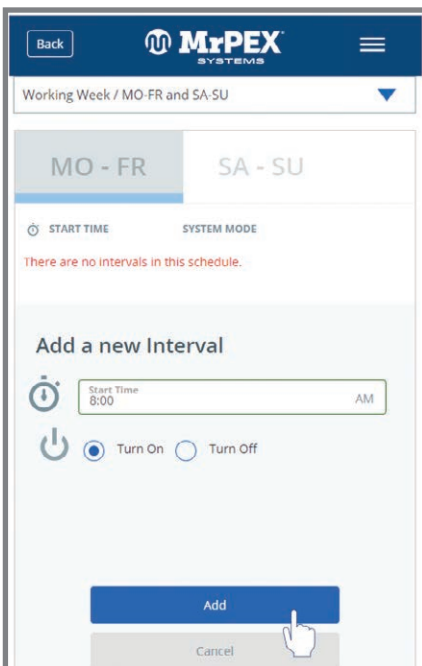 Back
MrPEX
SYSTEMS
Working Week / MO-FR and SA-SU
MO - FR SA - SU
START TIME SYSTEM MODE
There are no intervals in this schedule.
Add a new Interval
Start Time
8:00 AM
Turn On Turn Off
Add
Cancel